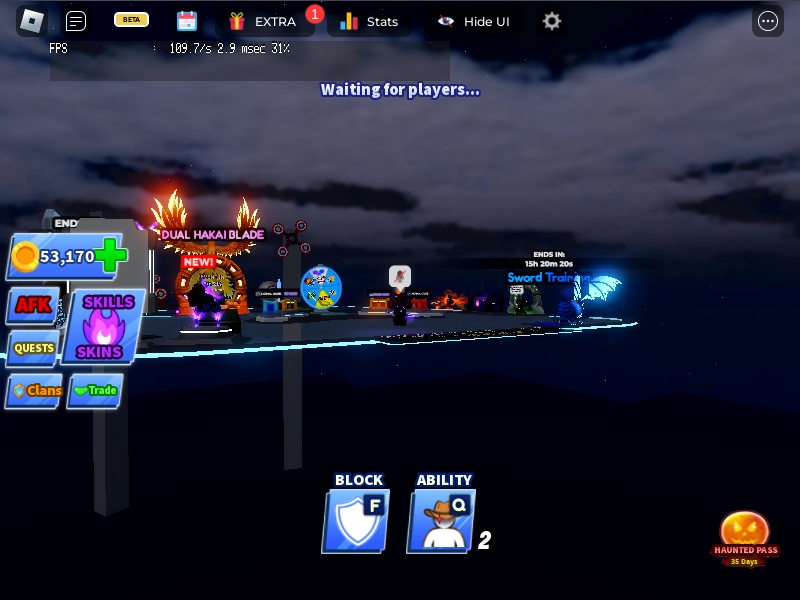 BETA
EXTRA
1
Stats
Hide UI
FPS : 109.7/s 2.9 msec 31%
Waiting for players...
END
DUAL HAKAI BLADE
NEW!
53,170
ENDS IN:
15h 20m 20s
Sword Training
AFK
SKILLS
SKINS
QUESTS
Clans
Trade
BLOCK
F
ABILITY
Q
2
HAUNTED PASS
35 Days